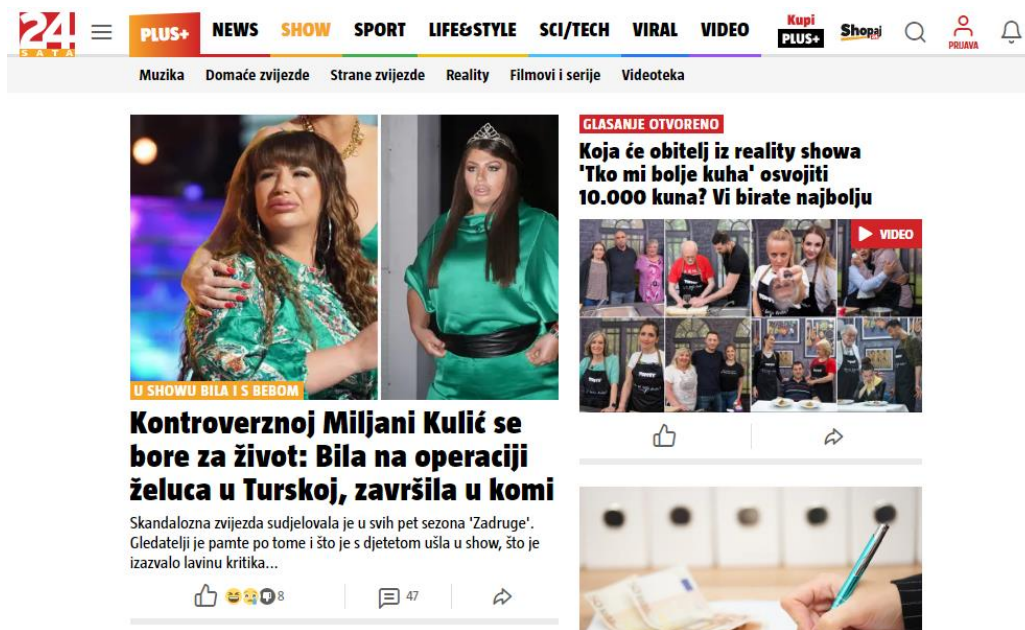 24
SATA
PLUS+ NEWS SHOW SPORT LIFE&STYLE SCI/TECH VIRAL VIDEO
Kupi
PLUS+
Shopaj
PRIJAVA
Muzika Domaće zvijezde Strane zvijezde Reality Filmovi i serije Videoteka
U SHOWU BILA I S BEBOM
Kontroverznoj Miljani Kulić se
bore za život: Bila na operaciji
želuca u Turskoj, završila u komi
Skandalozna zvijezda sudjelovala je u svih pet sezona 'Zadruge'.
Gledatelji je pamte po tome i što je s djetetom ušla u show, što je
izazvalo lavinu kritika...
8
47
GLASANJE OTVORENO
Koja će obitelj iz reality showa
'Tko mi bolje kuha' osvojiti
10.000 kuna? Vi birate najbolju
VIDEO